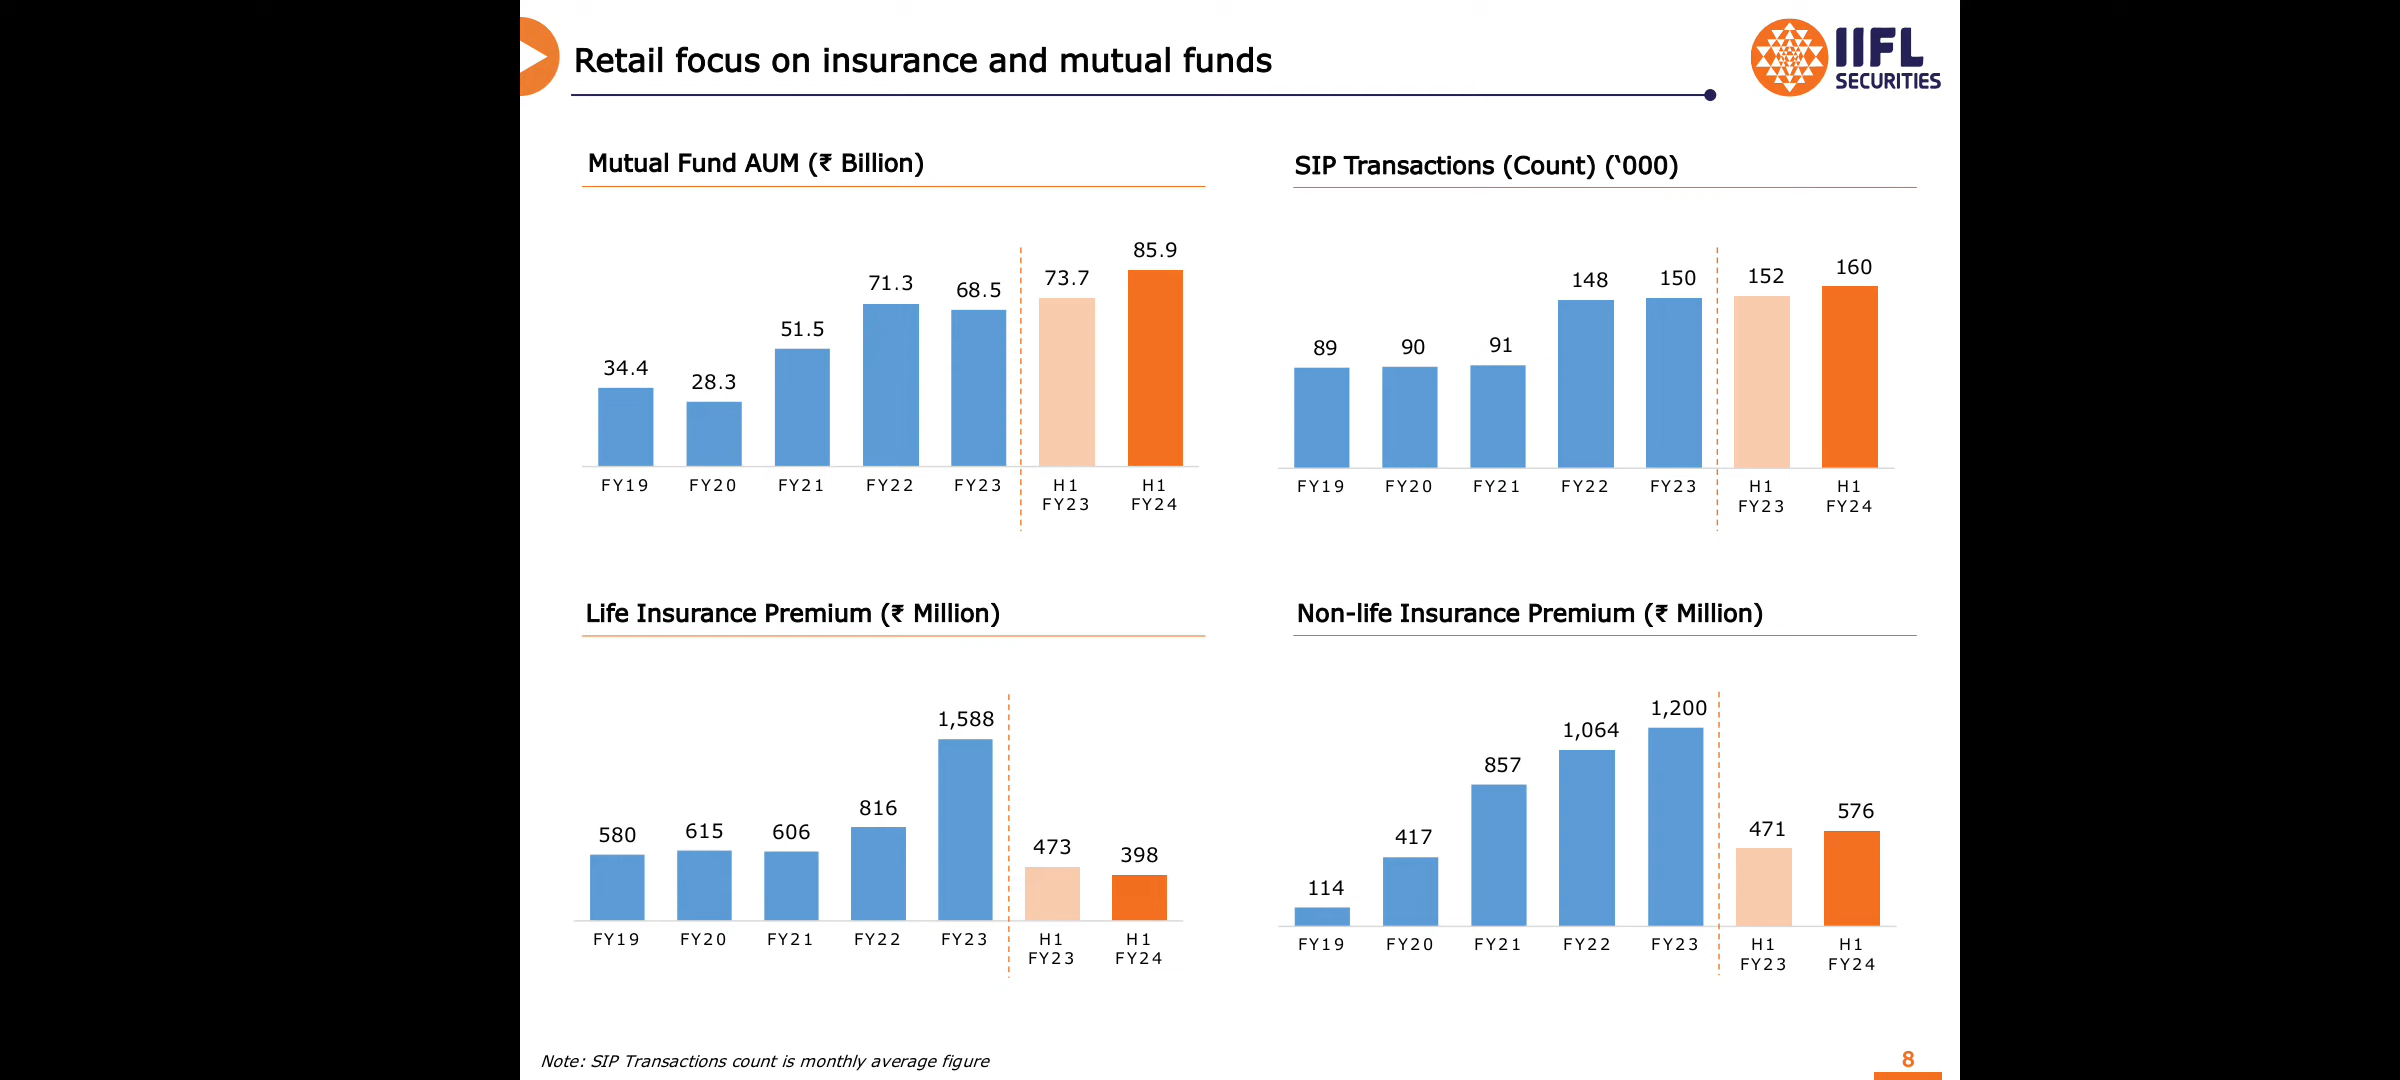 Retail focus on insurance and mutual funds
IIFL
SECURITIES
Mutual Fund AUM (₹ Billion)
34.4 28.3 51.5 71.3 68.5 73.7 85.9
FY19 FY20 FY21 FY22 FY23 H1 FY23 H1 FY24
SIP Transactions (Count) (‘000)
89 90 91 148 150 152 160
FY19 FY20 FY21 FY22 FY23 H1 FY23 H1 FY24
Life Insurance Premium (₹ Million)
580 615 606 816 1,588 473 398
FY19 FY20 FY21 FY22 FY23 H1 FY23 H1 FY24
Non-life Insurance Premium (₹ Million)
114 417 857 1,064 1,200 471 576
FY19 FY20 FY21 FY22 FY23 H1 FY23 H1 FY24
Note: SIP Transactions count is monthly average figure
8